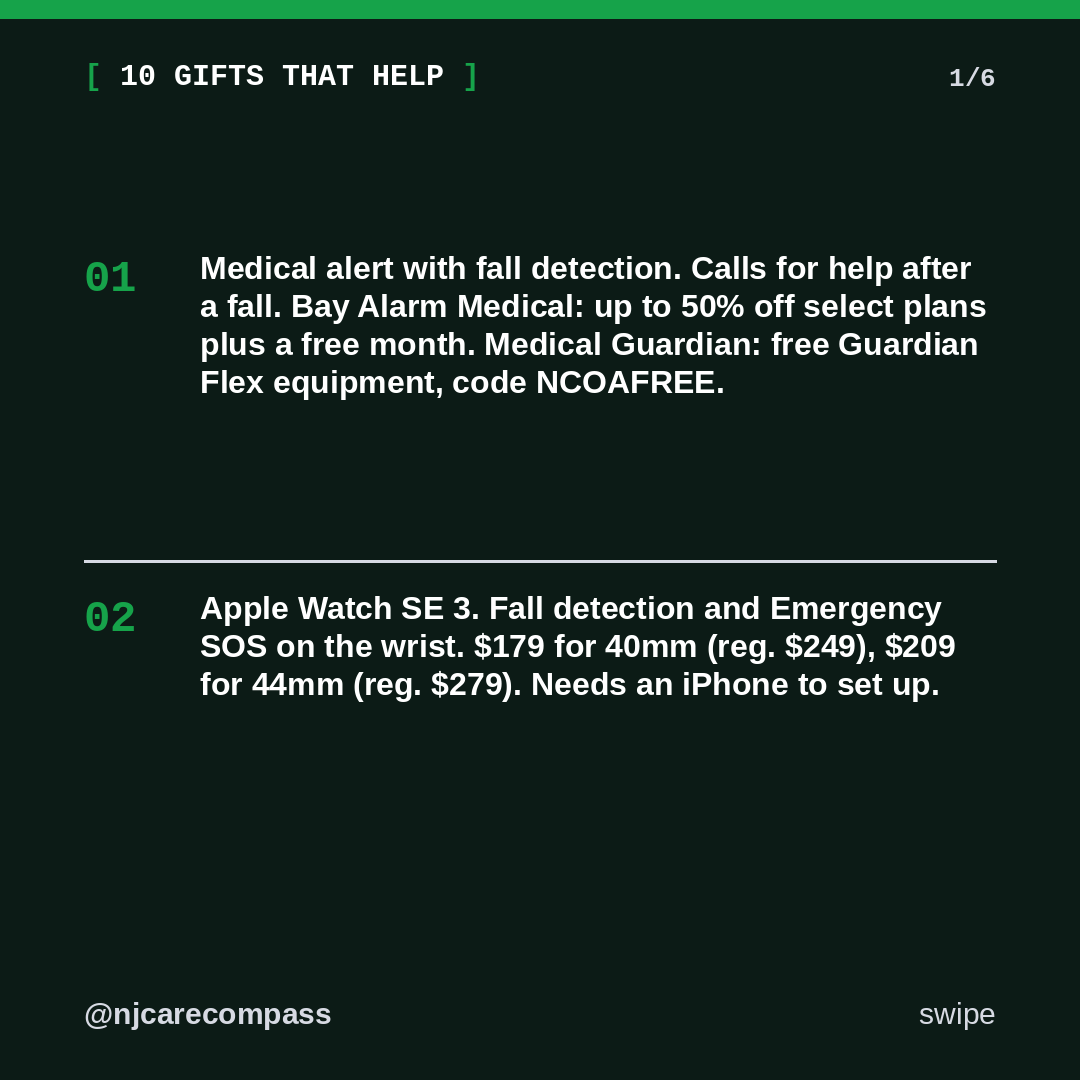 [ 10 GIFTS THAT HELP ]
1/6
01
Medical alert with fall detection. Calls for help after
a fall. Bay Alarm Medical: up to 50% off select plans
plus a free month. Medical Guardian: free Guardian
Flex equipment, code NCOAFREE.
02
Apple Watch SE 3. Fall detection and Emergency
SOS on the wrist. $179 for 40mm (reg. $249), $209
for 44mm (reg. $279). Needs an iPhone to set up.
@njcarecompass
swipe